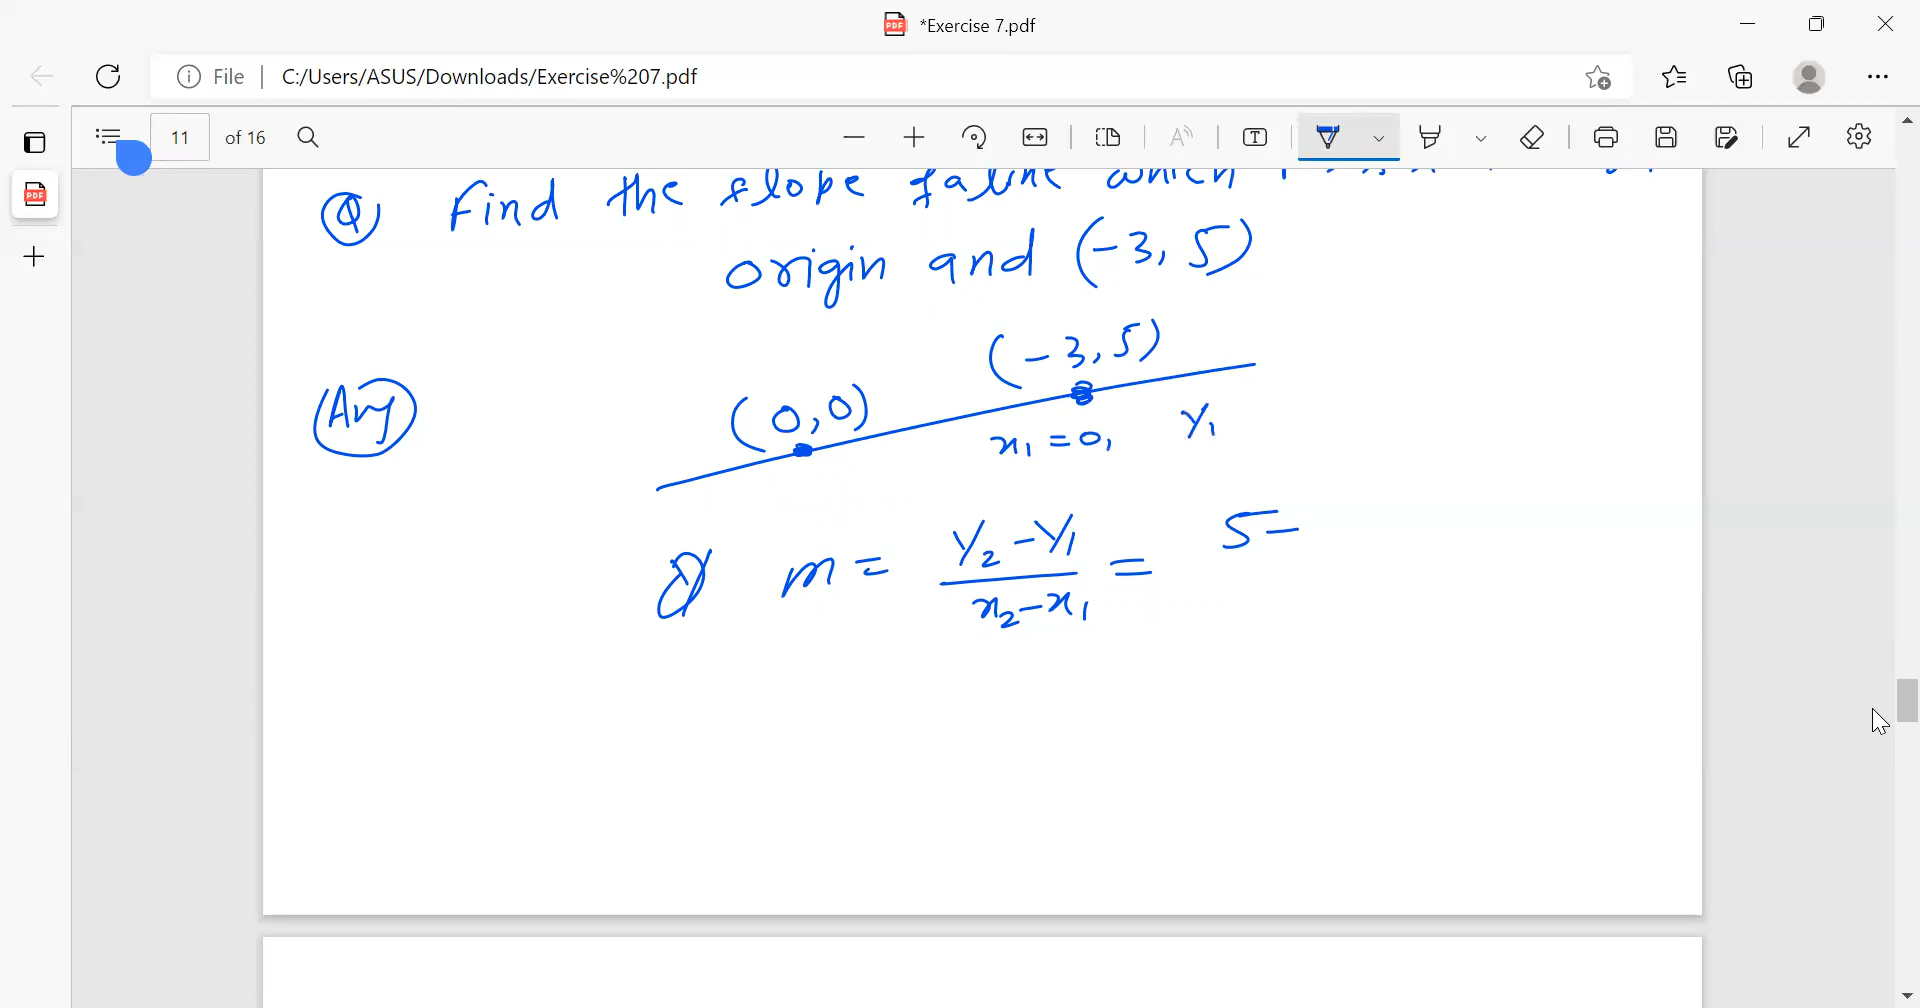 *Exercise 7.pdf
File C:/Users/ASUS/Downloads/Exercise%207.pdf
11 of 16
Q Find the slope of a line which
origin and (-3, 5)
(-3, 5)
(0, 0)
Ans
x₁ = 0, y₁
m = y₂-y₁/x₂-x₁ = 5-